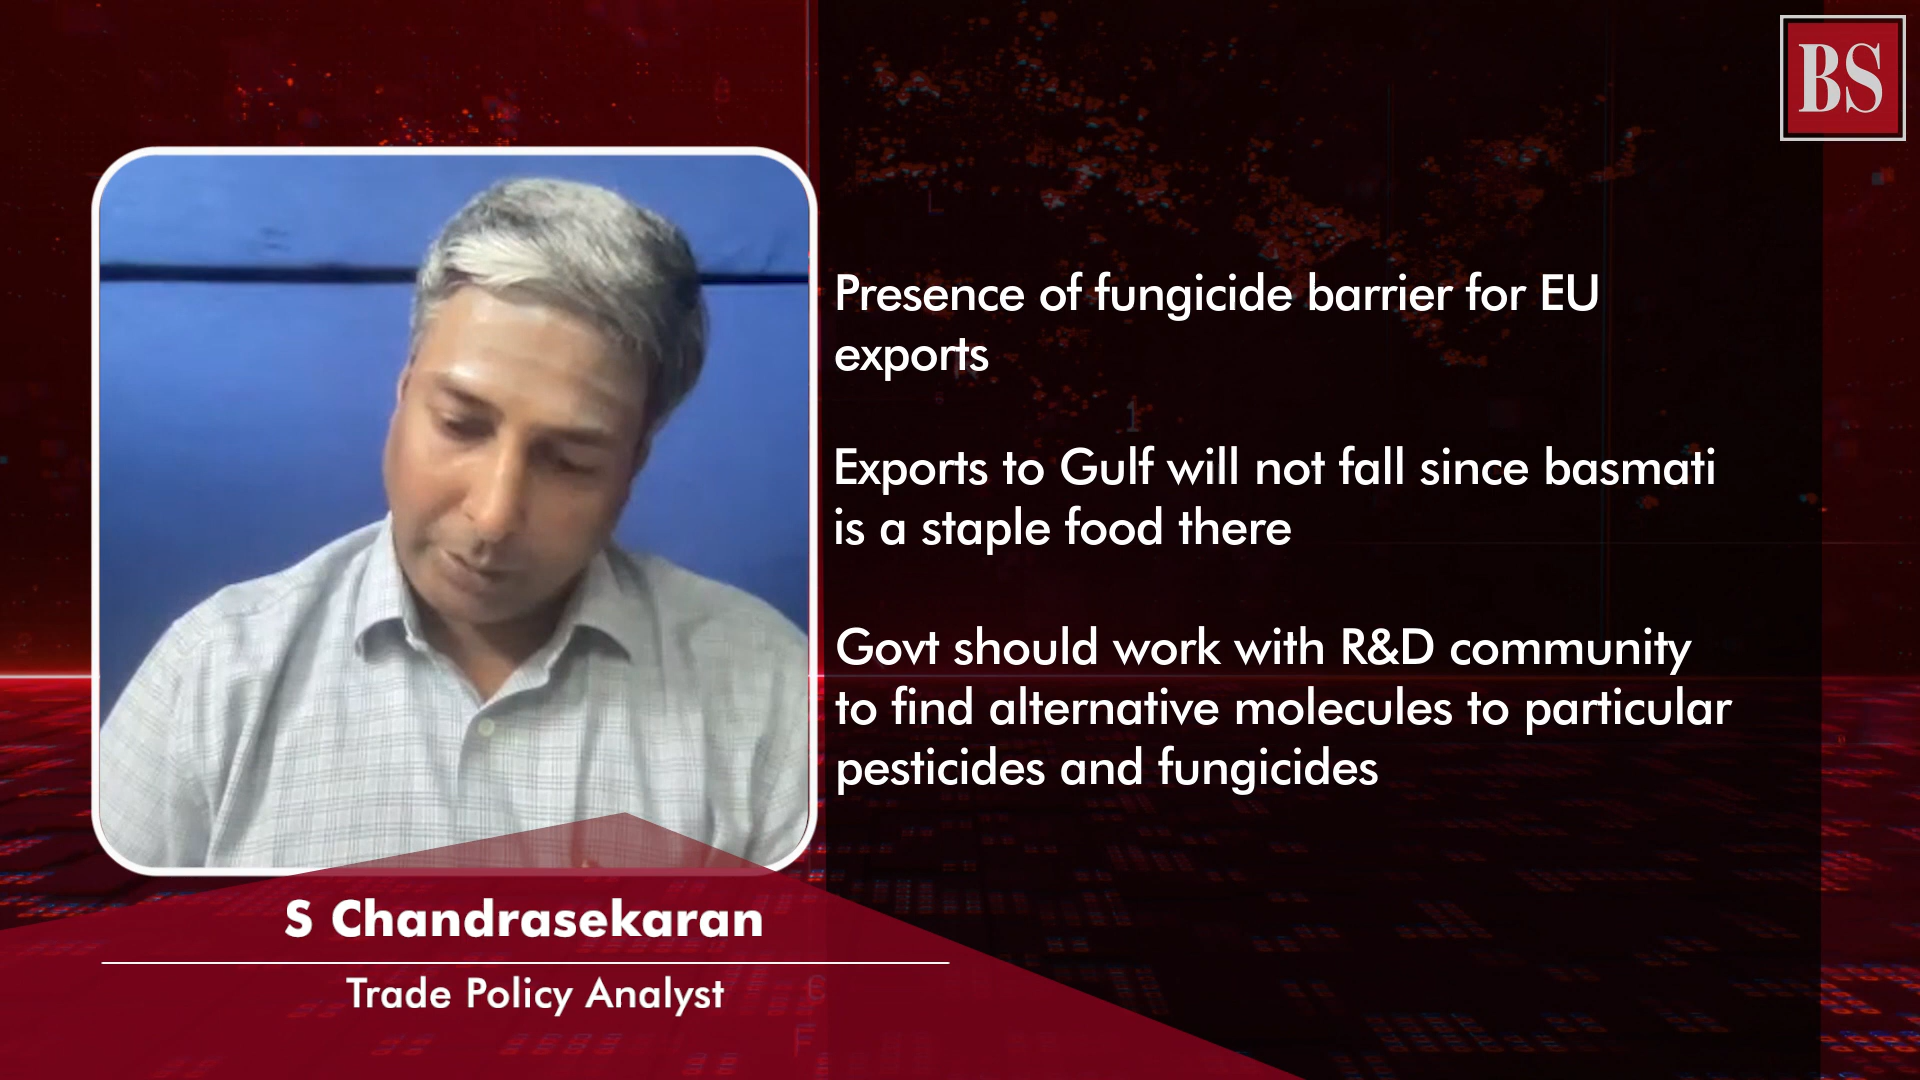 BS
Presence of fungicide barrier for EU
exports
Exports to Gulf will not fall since basmati
is a staple food there
Govt should work with R&D community
to find alternative molecules to particular
pesticides and fungicides
S Chandrasekaran
Trade Policy Analyst